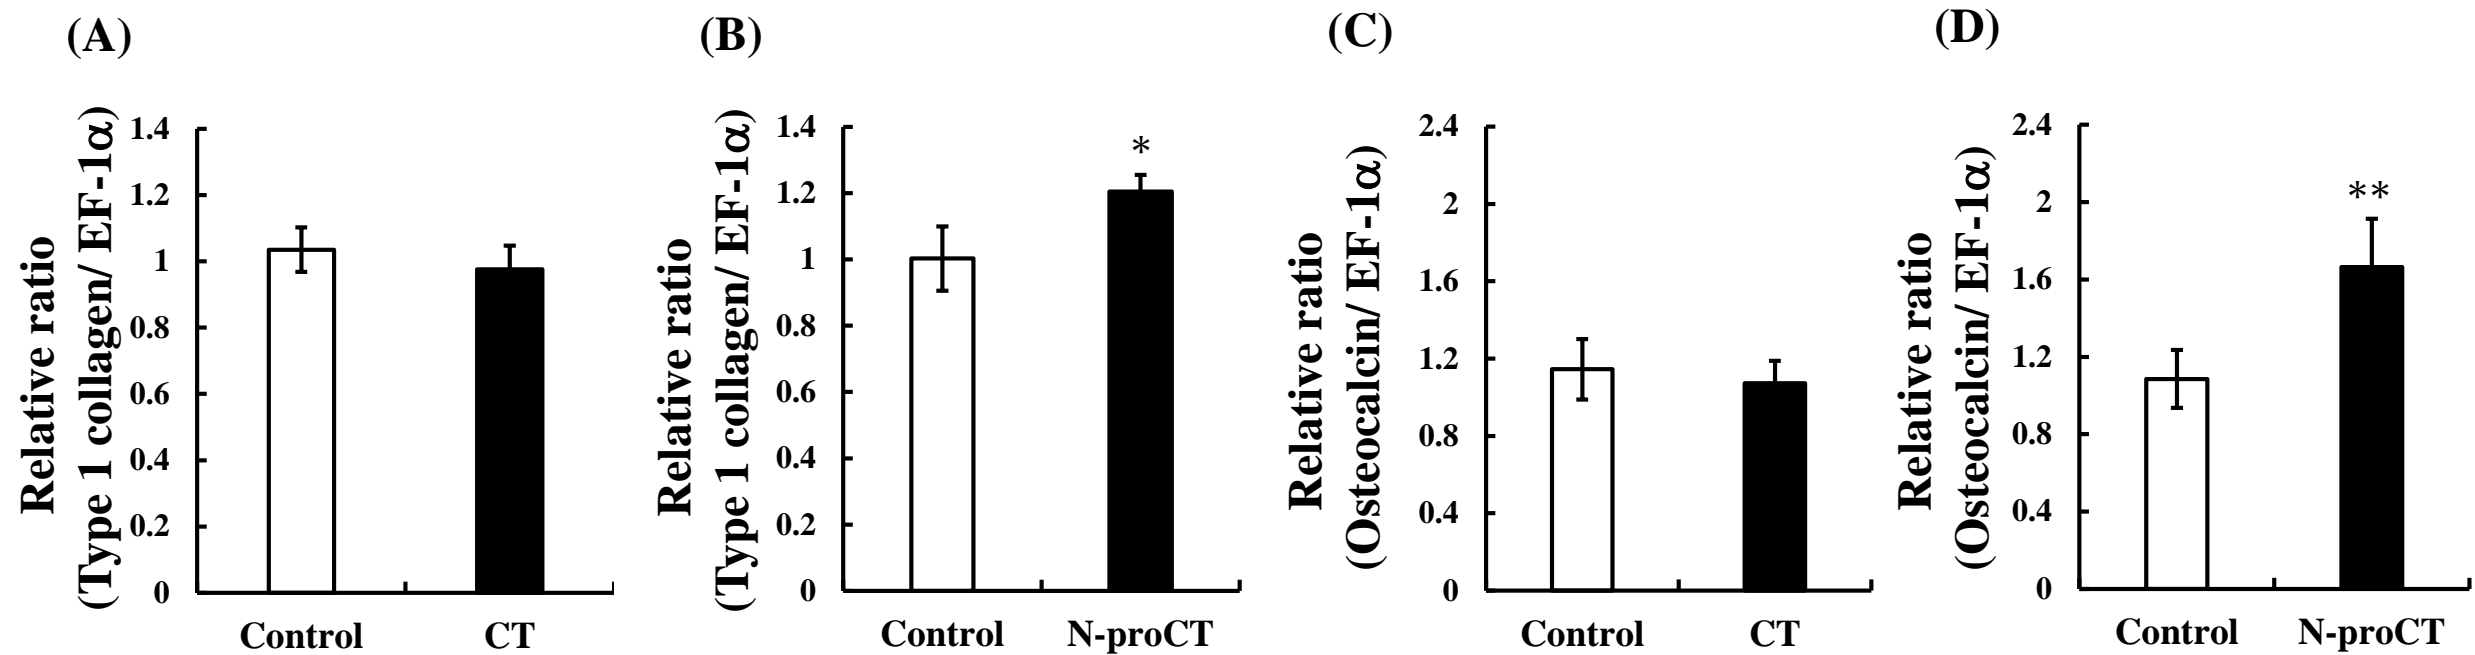 (A)
Relative ratio
(Type 1 collagen/ EF-1α)
1.4
1.2
1
0.8
0.6
0.4
0.2
0
Control CT
(B)
Relative ratio
(Type 1 collagen/ EF-1α)
1.4
1.2
1
0.8
0.6
0.4
0.2
0
*
Control N-proCT
(C)
Relative ratio
(Osteocalcin/ EF-1α)
2.4
2
1.6
1.2
0.8
0.4
0
Control CT
(D)
Relative ratio
(Osteocalcin/ EF-1α)
2.4
2
1.6
1.2
0.8
0.4
0
**
Control N-proCT